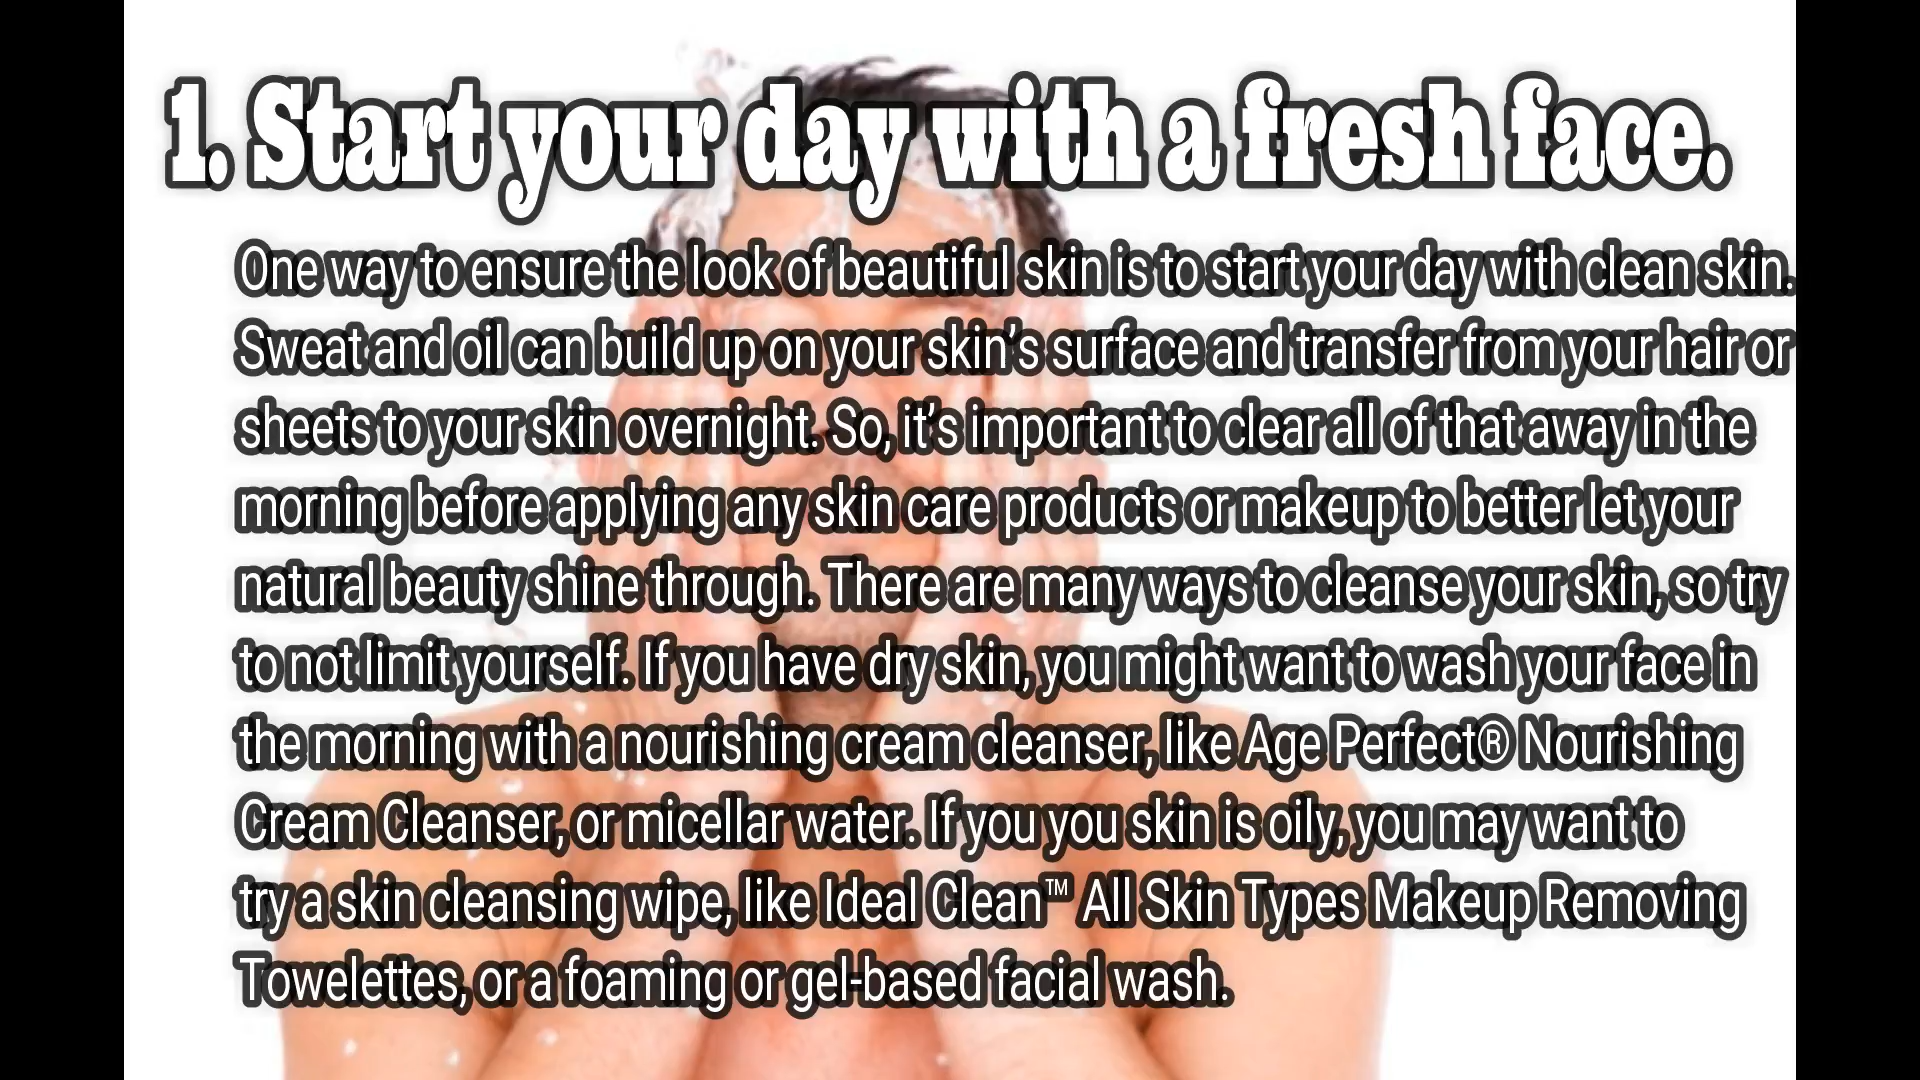 1. Start your day with a fresh face.
One way to ensure the look of beautiful skin is to start your day with clean skin.
Sweat and oil can build up on your skin’s surface and transfer from your hair or
sheets to your skin overnight. So, it’s important to clear all of that away in the
morning before applying any skin care products or makeup to better let your
natural beauty shine through. There are many ways to cleanse your skin, so try
to not limit yourself. If you have dry skin, you might want to wash your face in
the morning with a nourishing cream cleanser, like Age Perfect® Nourishing
Cream Cleanser, or micellar water. If you you skin is oily, you may want to
try a skin cleansing wipe, like Ideal Clean™ All Skin Types Makeup Removing
Towelettes, or a foaming or gel-based facial wash.